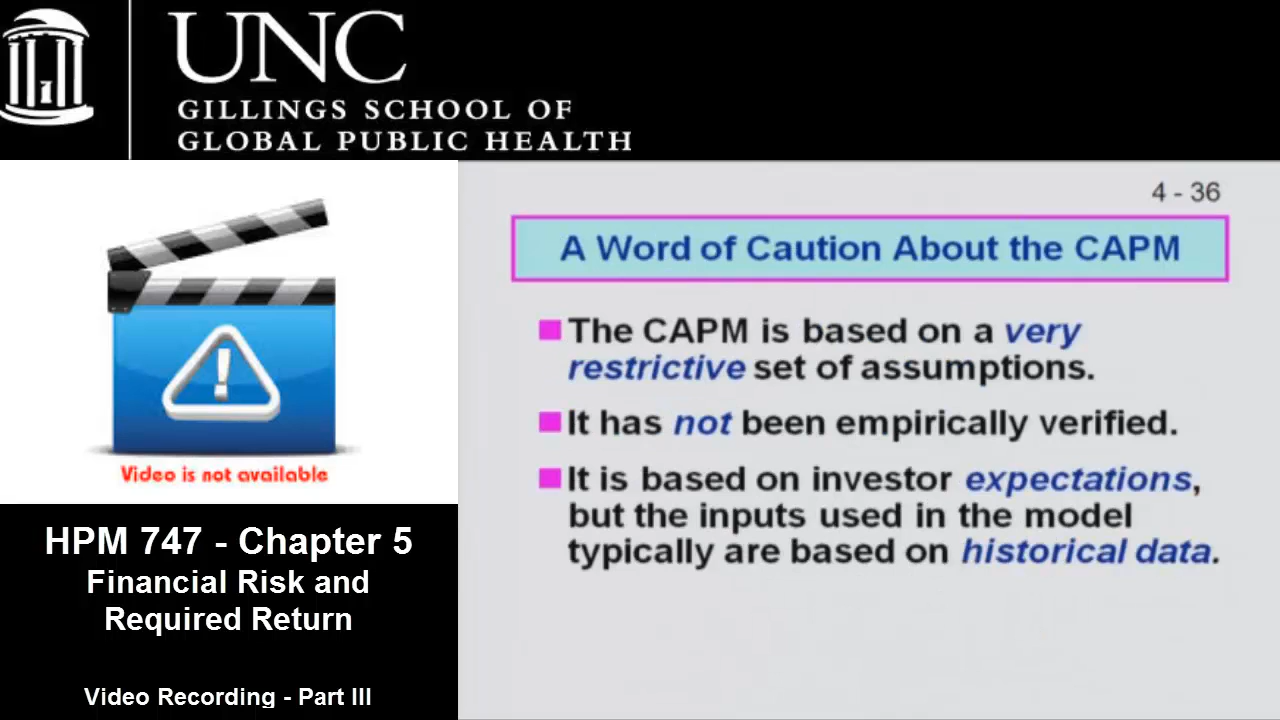 UNC
GILLINGS SCHOOL OF
GLOBAL PUBLIC HEALTH
Video is not available
HPM 747 - Chapter 5
Financial Risk and
Required Return
Video Recording - Part III
4 - 36
A Word of Caution About the CAPM
The CAPM is based on a very
restrictive set of assumptions.
It has not been empirically verified.
It is based on investor expectations,
but the inputs used in the model
typically are based on historical data.